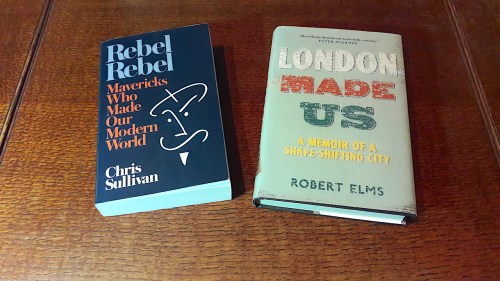 Rebel
Rebel
Mavericks
Who
Made
Our
Modern
World
Chris
Sullivan
LONDON
MADE
US
A MEMOIR OF A
SHAPE-SHIFTING CITY
ROBERT ELMS